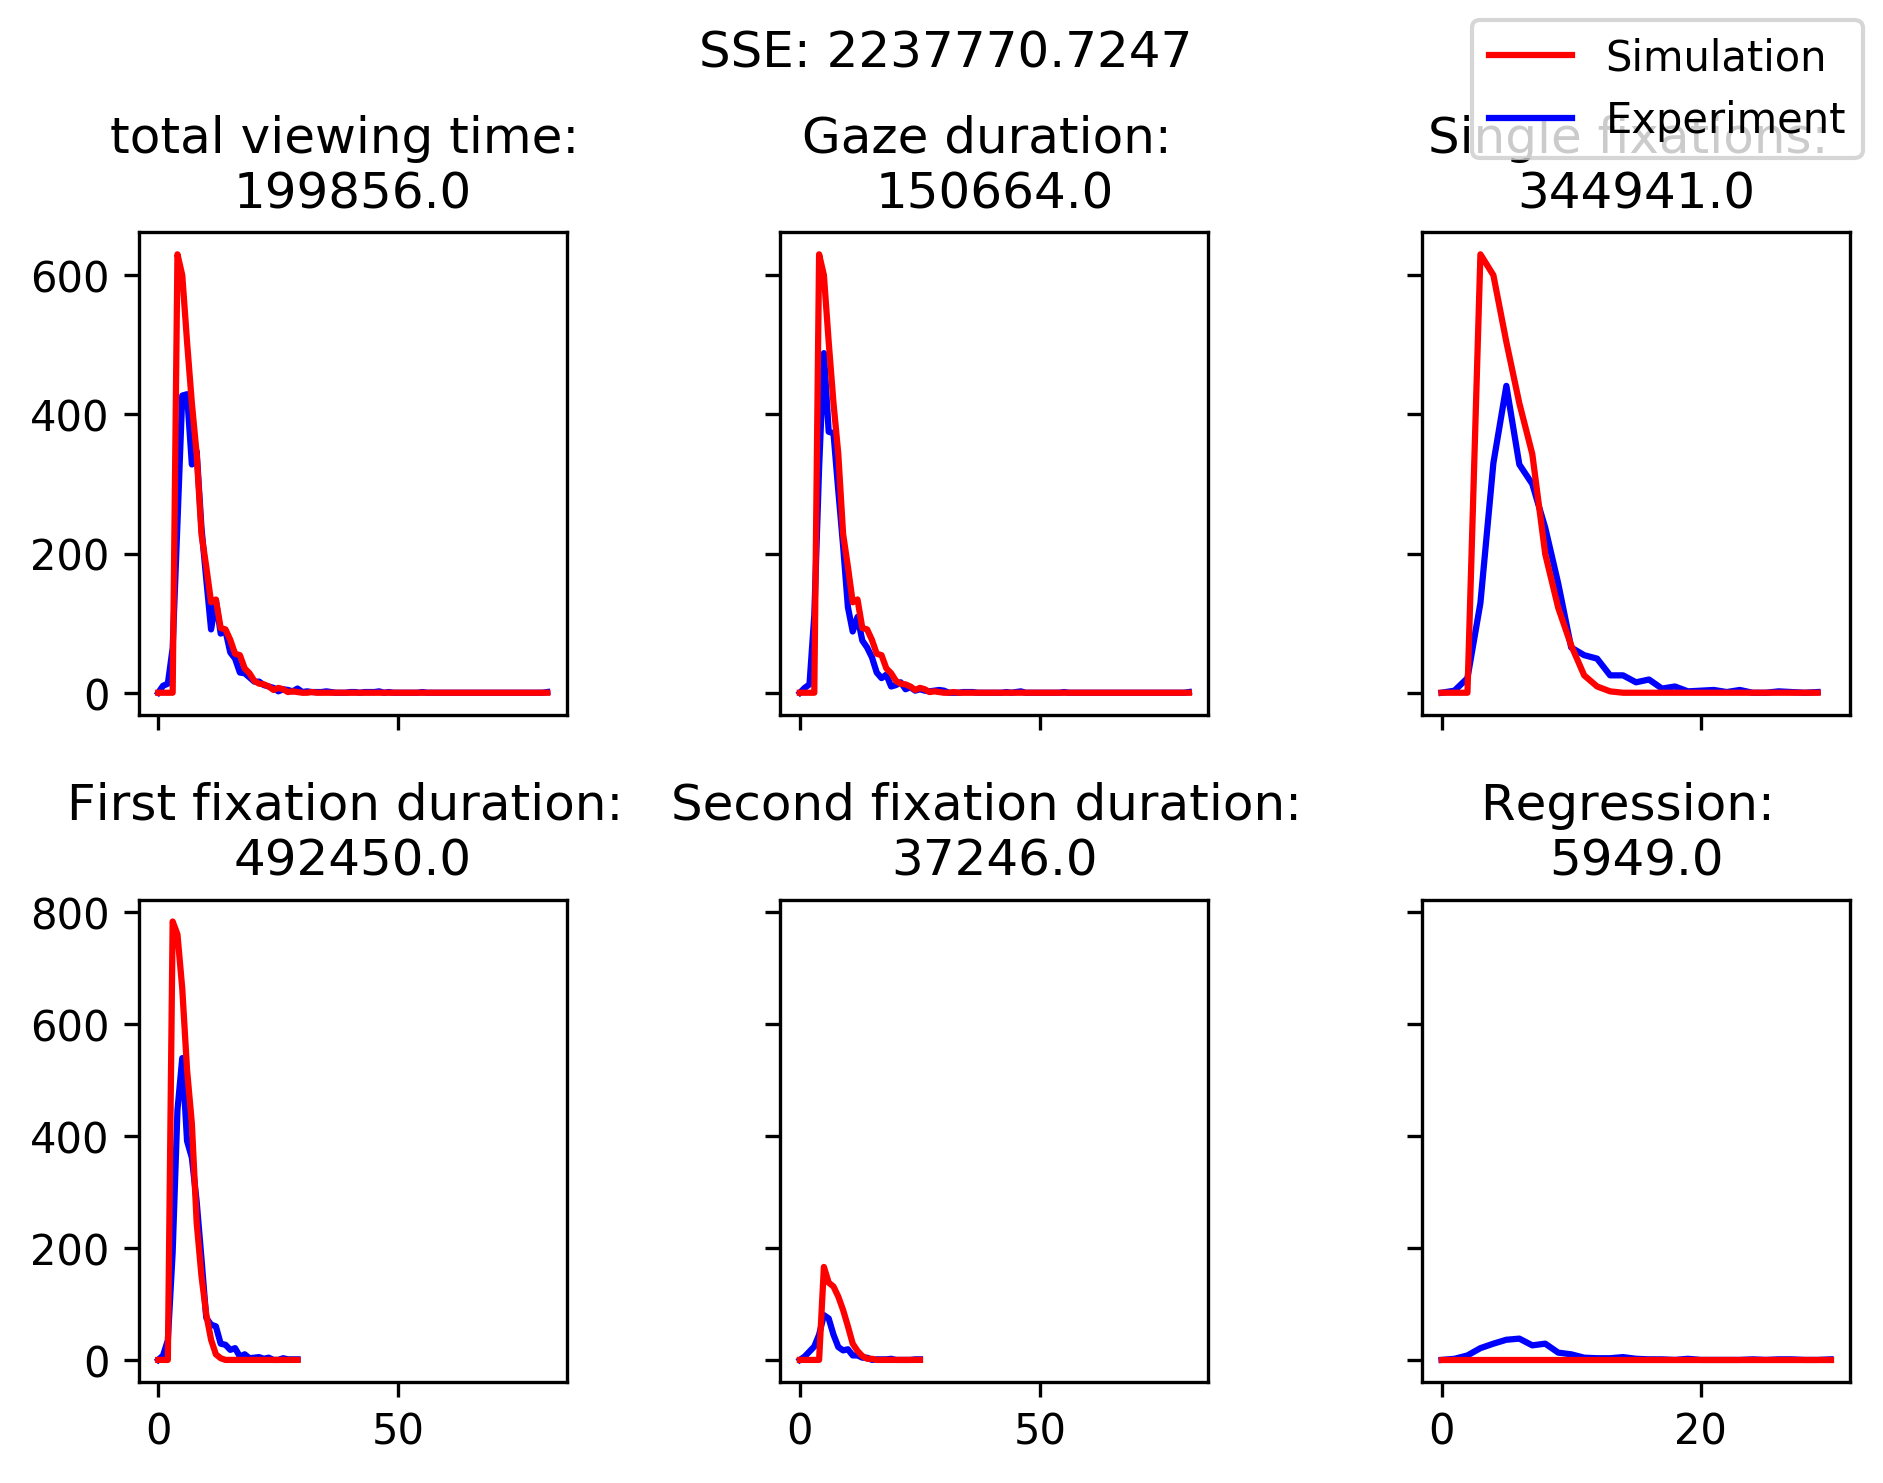 SSE: 2237770.7247
Simulation
Experiment
total viewing time:
199856.0
Gaze duration:
150664.0
Single fixations:
344941.0
600
400
200
0
First fixation duration:
492450.0
Second fixation duration:
37246.0
Regression:
5949.0
800
600
400
200
0
0
50
0
50
0
20